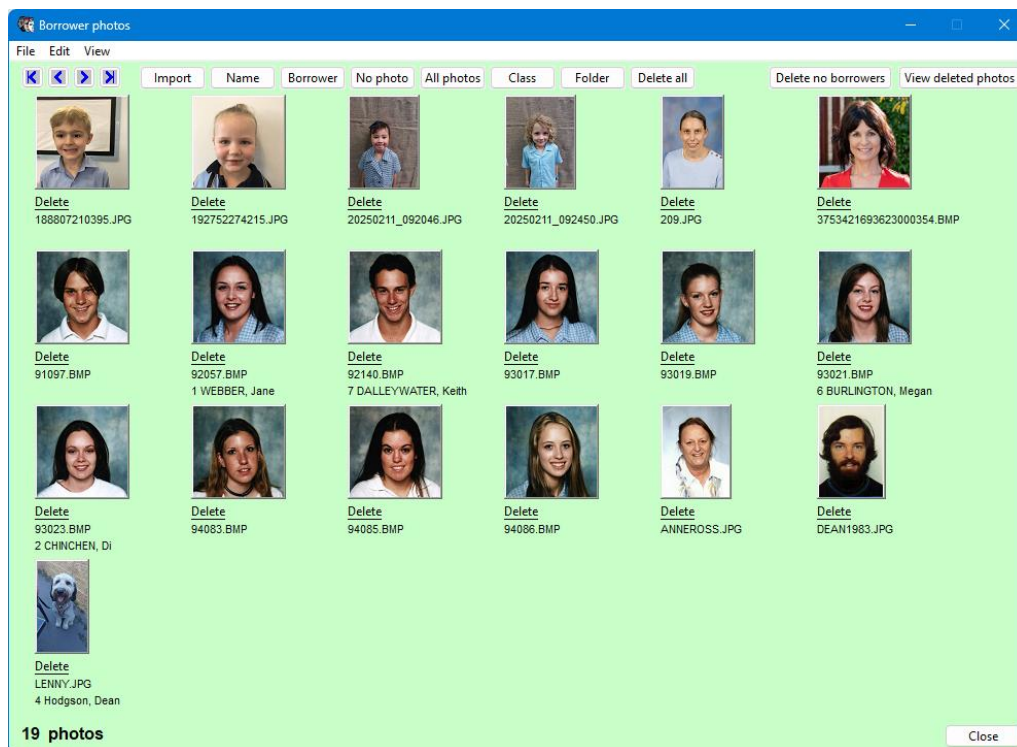 Borrower photos
File Edit View
Import Name Borrower No photo All photos Class Folder Delete all Delete no borrowers View deleted photos
Delete Delete Delete Delete Delete Delete
188807210395.JPG 192752274215.JPG 20250211_092046.JPG 20250211_092450.JPG 209.JPG 3753421693623000354.BMP
Delete Delete Delete Delete Delete Delete
91097.BMP 92057.BMP 92140.BMP 93017.BMP 93019.BMP 93021.BMP
1 WEBBER, Jane 7 DALLEYWATER, Keith 6 BURLINGTON, Megan
Delete Delete Delete Delete Delete Delete
93023.BMP 94083.BMP 94085.BMP 94086.BMP ANNEROSS.JPG DEAN1983.JPG
2 CHINCHEN, Di
Delete
LENNY.JPG
4 Hodgson, Dean
19 photos
Close